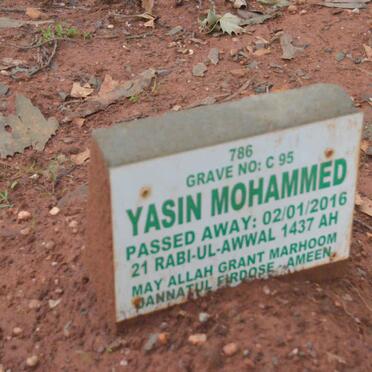 786
GRAVE NO: C 95
YASIN MOHAMMED
PASSED AWAY: 02/01/2016
21 RABI-UL-AWWAL 1437 AH
MAY ALLAH GRANT MARHOOM
JANNATUL FIRDOSE - AMEEN